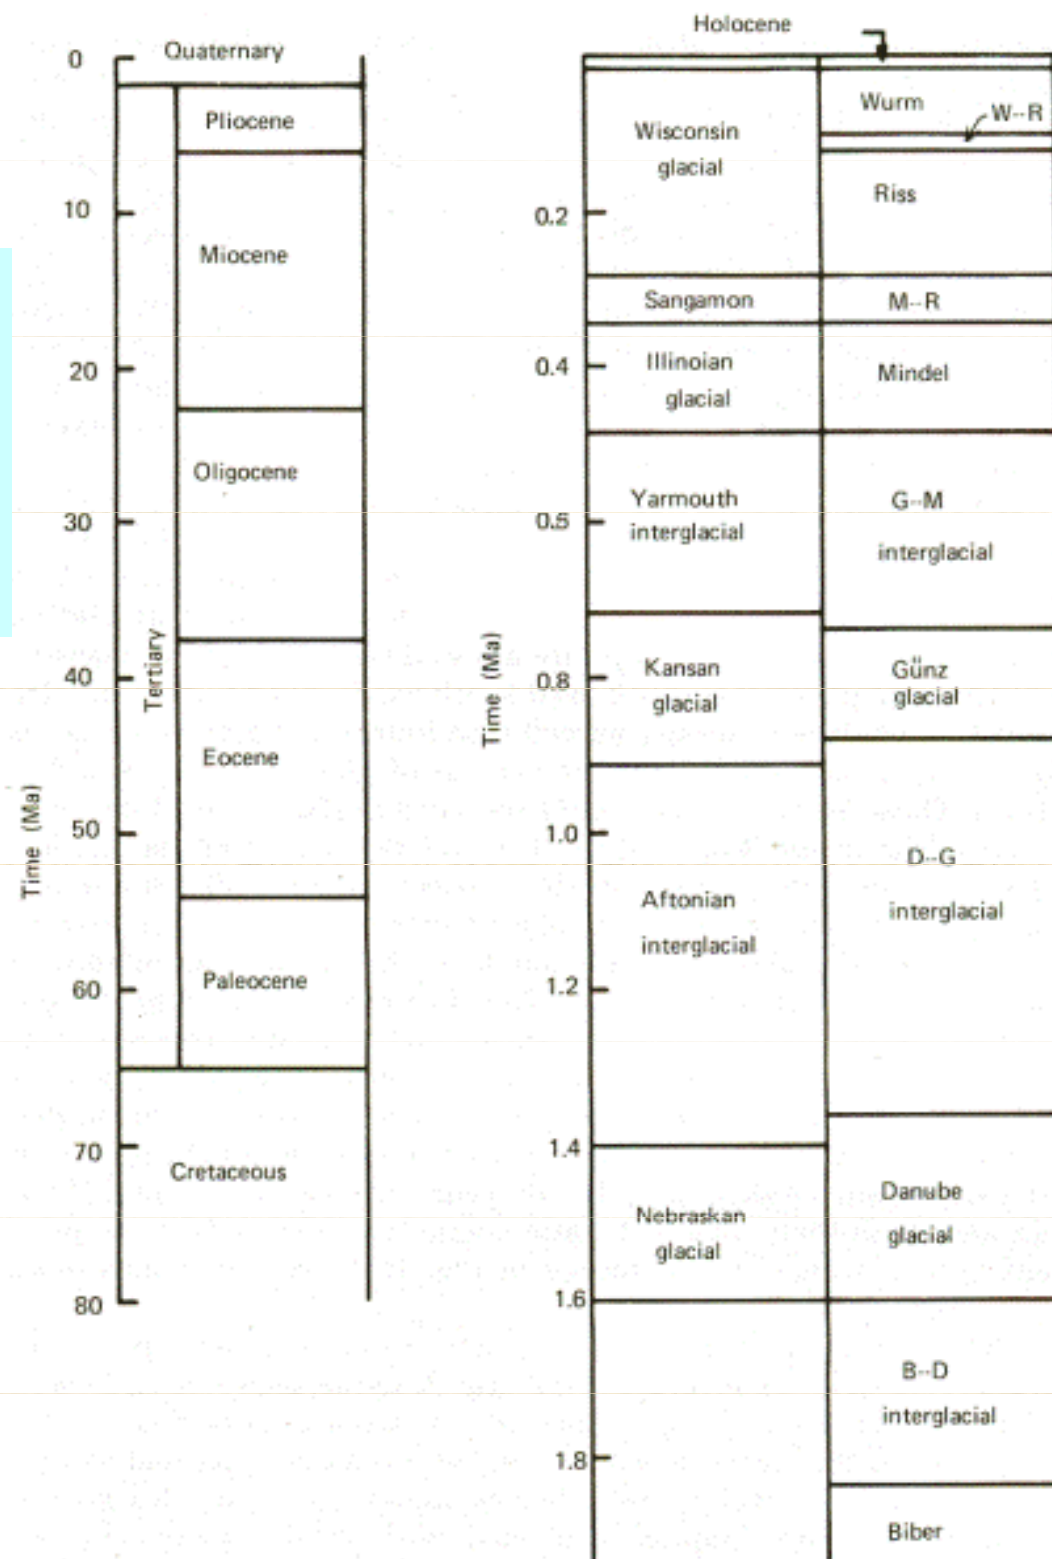 Quaternary
0
Pliocene
10
Miocene
20
Oligocene
30
Tertiary
40
Eocene
Time (Ma)
50
Paleocene
60
70
Cretaceous
80
Holocene
Wurm
W--R
Wisconsin
glacial
0.2
Riss
Sangamon
M--R
0.4
Illinoian
glacial
Mindel
Yarmouth
interglacial
G--M
interglacial
0.5
Time (Ma)
Kansan
glacial
Günz
glacial
0.8
1.0
D--G
interglacial
Aftonian
interglacial
1.2
1.4
Danube
glacial
Nebraskan
glacial
1.6
B--D
interglacial
1.8
Biber